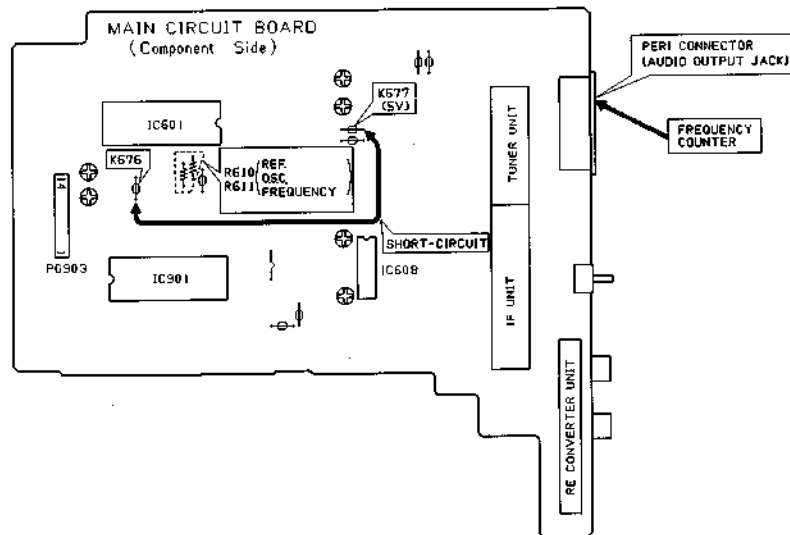 MAIN CIRCUIT BOARD
(Component Side)
PERI CONNECTOR
(AUDIO OUTPUT JACK)
K677
(5V)
IC601
FREQUENCY
COUNTER
TUNER UNIT
K676
R610
R611
REF.
OSC.
FREQUENCY
14
1
SHORT-CIRCUIT
PG903
IC901
IC608
IF UNIT
RE CONVERTER UNIT